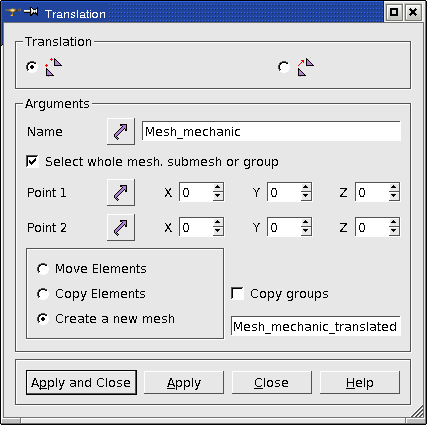 Translation
Translation
Arguments
Name Mesh_mechanic
Select whole mesh. submesh or group
Point 1 X 0 Y 0 Z 0
Point 2 X 0 Y 0 Z 0
Move Elements
Copy Elements Copy groups
Create a new mesh Mesh_mechanic_translated
Apply and Close Apply Close Help